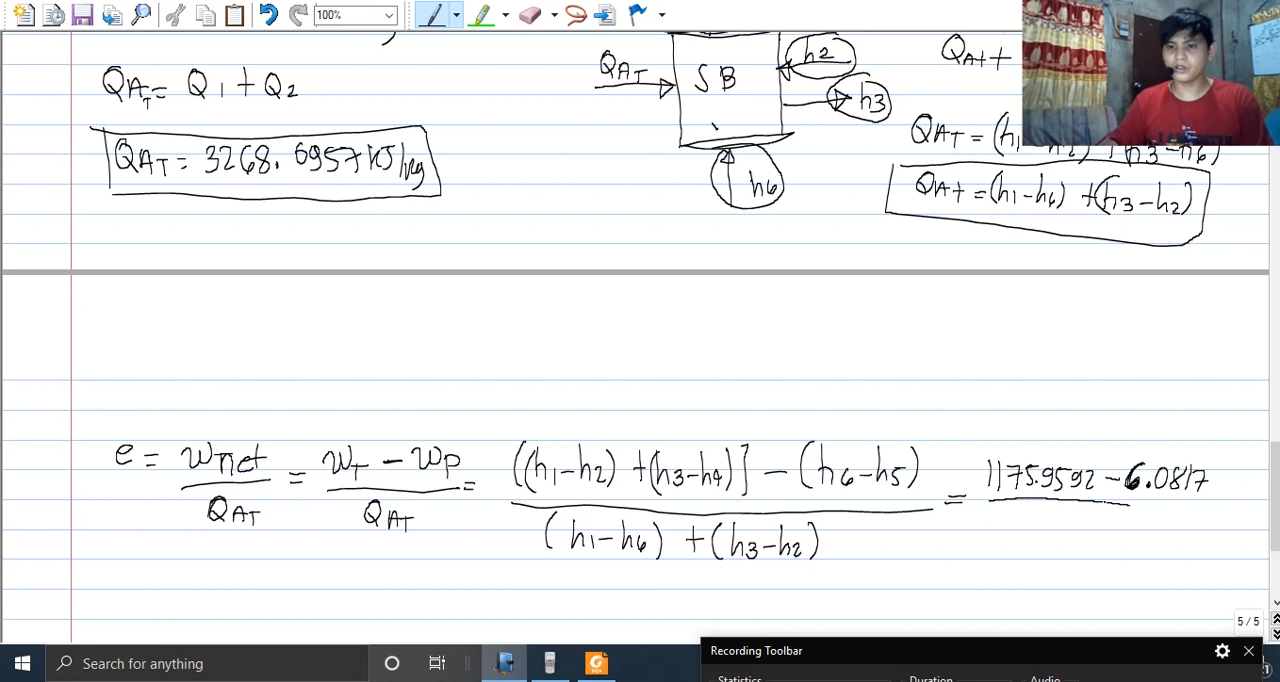 100%
QAT
SB
h2
h3
h6
QAt +
QAT = Q1 + Q2
QAT = 3268.6957 KJ/kg
QAt = (h1-h6) + (h3-h2)
e = Wnet / QAT = WT - WP / QAT = ((h1-h2) + (h3-h4)] - (h6-h5) / (h1-h6) + (h3-h2) = 1175.9592 - 6.0817
5 / 5
Recording Toolbar
Search for anything
Statistics Duration Audio